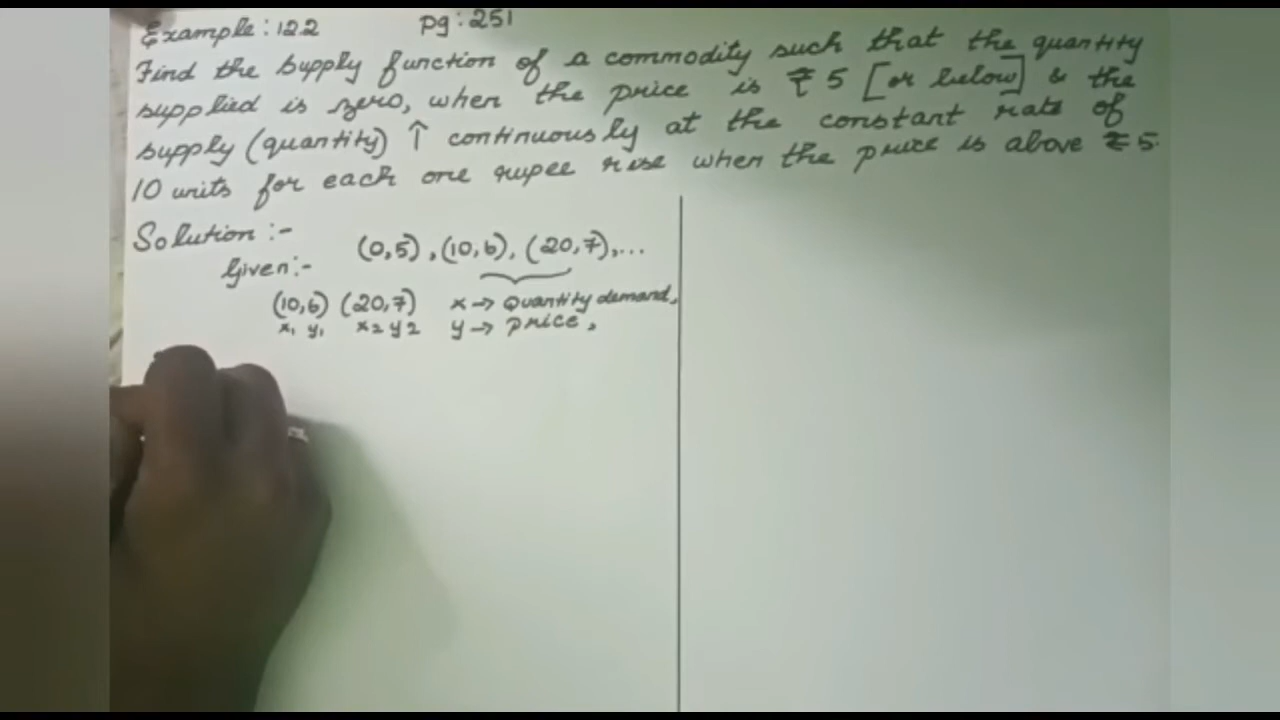 Example : 12.2 pg : 251
Find the supply function of a commodity such that the quantity
supplied is zero, when the price is ₹ 5 [or below] & the
supply (quantity) ↑ continuously at the constant rate of
10 units for each one rupee rise when the price is above ₹ 5.
Solution :-
Given :- (0,5), (10,6), (20,7),...
(10,6) (20,7) x → Quantity demand,
x₁ y₁ x₂ y₂ y → price,